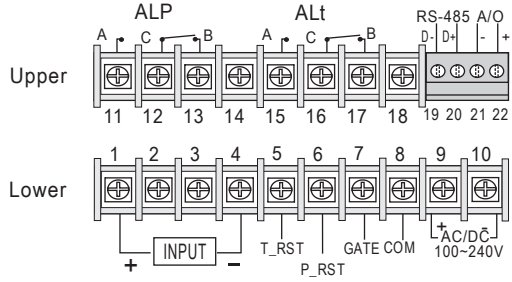 ALP ALt RS-485 A/O
A C B A C B D- D+ - +
Upper
11 12 13 14 15 16 17 18 19 20 21 22
1 2 3 4 5 6 7 8 9 10
Lower
+ INPUT - T_RST P_RST GATE COM + AC/DC -
100~240V